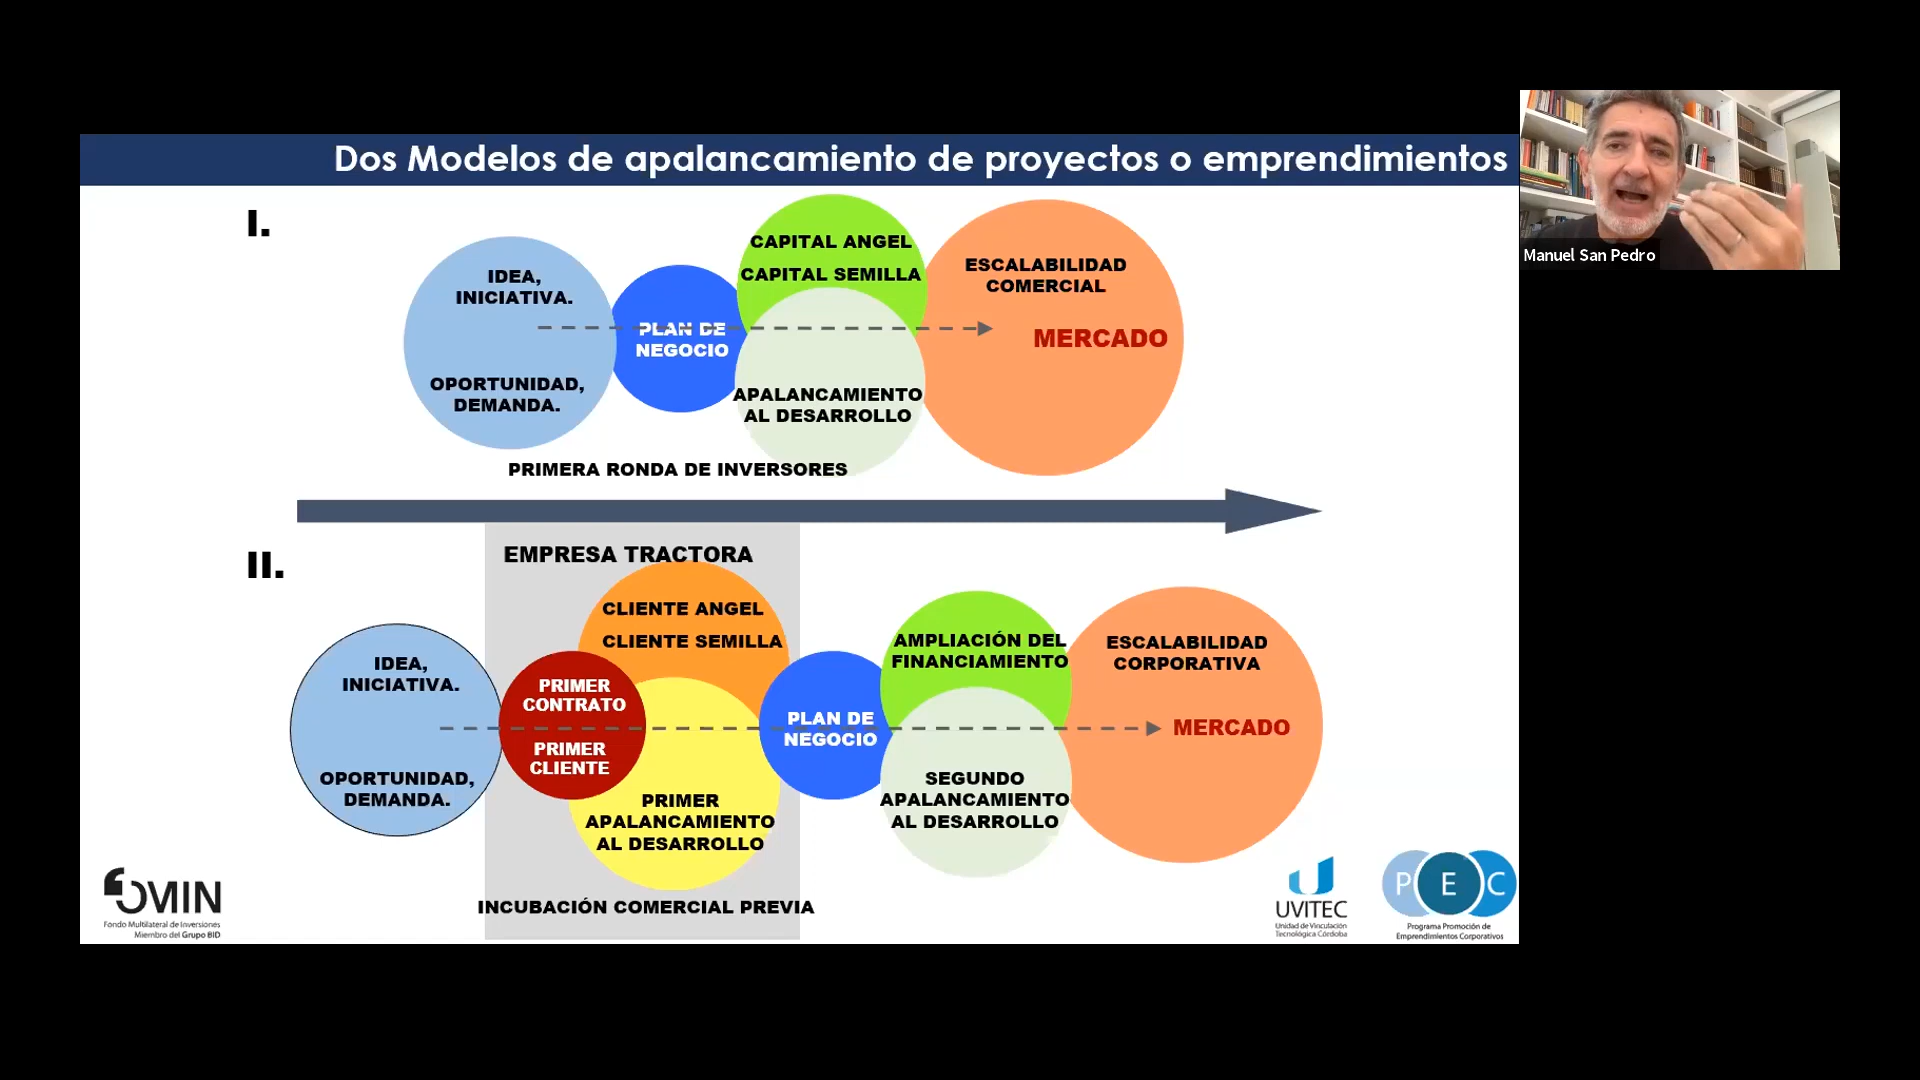 Dos Modelos de apalancamiento de proyectos o emprendimientos
Manuel San Pedro
I.
IDEA,
INICIATIVA.
OPORTUNIDAD,
DEMANDA.
PLAN DE
NEGOCIO
CAPITAL ANGEL
CAPITAL SEMILLA
APALANCAMIENTO
AL DESARROLLO
ESCALABILIDAD
COMERCIAL
MERCADO
PRIMERA RONDA DE INVERSORES
II.
EMPRESA TRACTORA
IDEA,
INICIATIVA.
OPORTUNIDAD,
DEMANDA.
PRIMER
CONTRATO
PRIMER
CLIENTE
CLIENTE ANGEL
CLIENTE SEMILLA
PRIMER
APALANCAMIENTO
AL DESARROLLO
PLAN DE
NEGOCIO
AMPLIACIÓN DEL
FINANCIAMIENTO
SEGUNDO
APALANCAMIENTO
AL DESARROLLO
ESCALABILIDAD
CORPORATIVA
MERCADO
INCUBACIÓN COMERCIAL PREVIA
FOMIN
Fondo Multilateral de Inversiones
Miembro del Grupo BID
UVITEC
Unidad de Vinculación
Tecnológica Córdoba
PEC
Programa Promoción de
Emprendimientos Corporativos